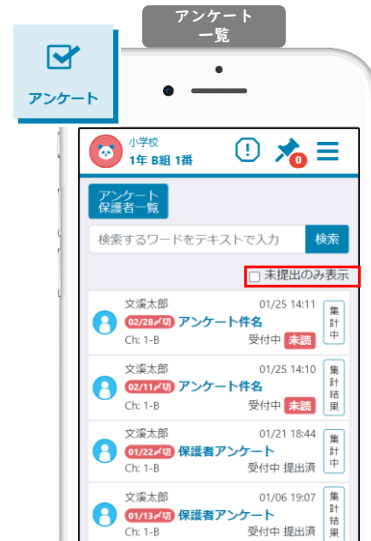 アンケート
一覧
アンケート
小学校
1年 B組 1番
0
アンケート
保護者一覧
検索するワードをテキストで入力
検索
未提出のみ表示
文溪太郎
01/25 14:11
02/28〆切 アンケート件名
Ch: 1-B
受付中 未読
集計中
文溪太郎
01/25 14:10
02/11〆切 アンケート件名
Ch: 1-B
受付中 未読
集計結果
文溪太郎
01/21 18:44
01/22〆切 保護者アンケート
Ch: 1-B
受付中 提出済
集計中
文溪太郎
01/06 19:07
01/13〆切 保護者アンケート
Ch: 1-B
受付中 提出済
集計結果